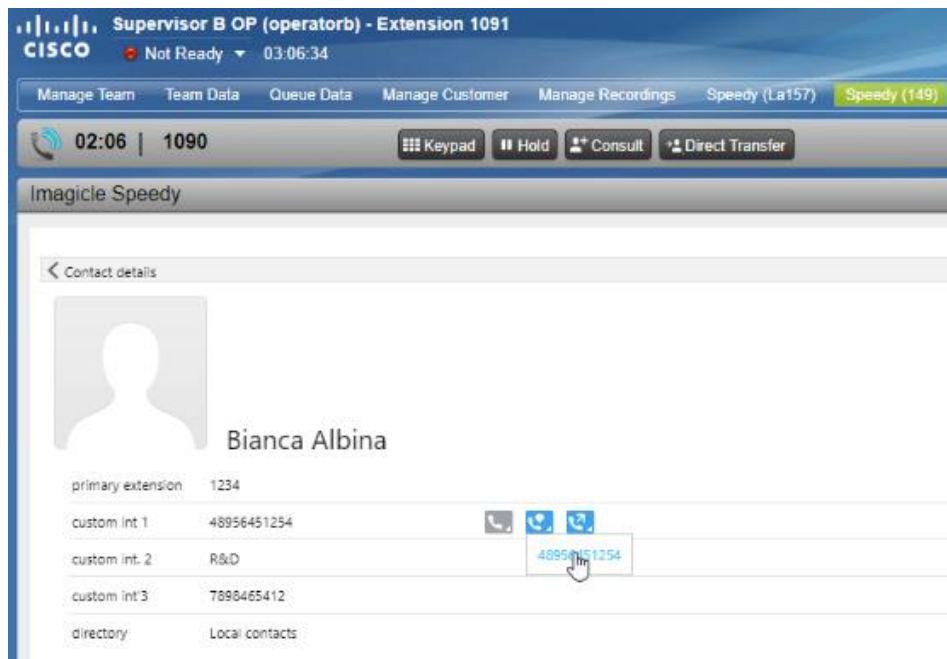 Supervisor B OP (operatorb) - Extension 1091
CISCO Not Ready 03:06:34
Manage Team Team Data Queue Data Manage Customer Manage Recordings Speedy (La157) Speedy (149)
02:06 | 1090 Keypad Hold Consult Direct Transfer
Imagicle Speedy
Contact details
Bianca Albina
primary extension 1234
custom int 1 48956451254
custom int. 2 R&D 48956451254
custom int'3 7898465412
directory Local contacts